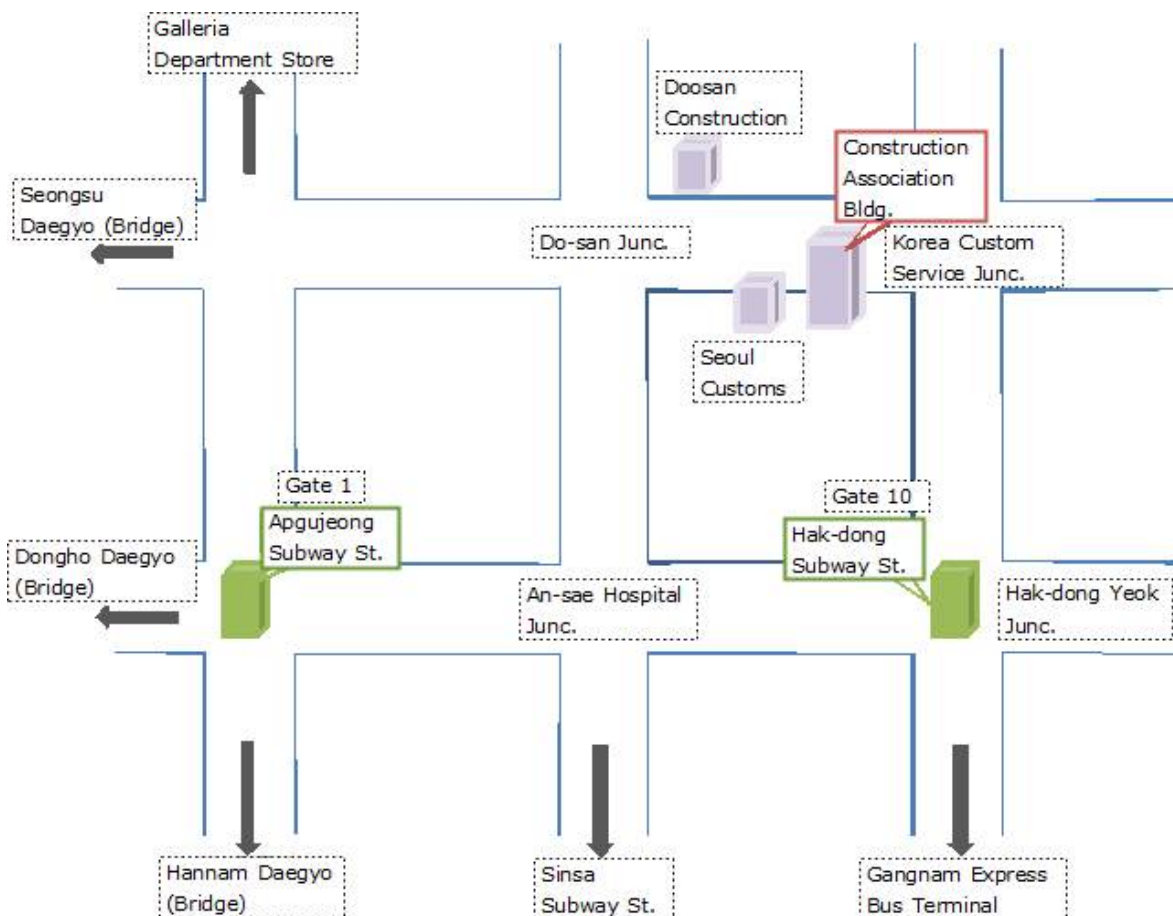 Galleria
Department Store
Doosan
Construction
Construction
Association
Bldg.
Seongsu
Daegyo (Bridge)
Do-san Junc.
Korea Custom
Service Junc.
Seoul
Customs
Gate 1
Apgujeong
Subway St.
Gate 10
Hak-dong
Subway St.
Dongho Daegyo
(Bridge)
An-sae Hospital
Junc.
Hak-dong Yeok
Junc.
Hannam Daegyo
(Bridge)
Sinsa
Subway St.
Gangnam Express
Bus Terminal